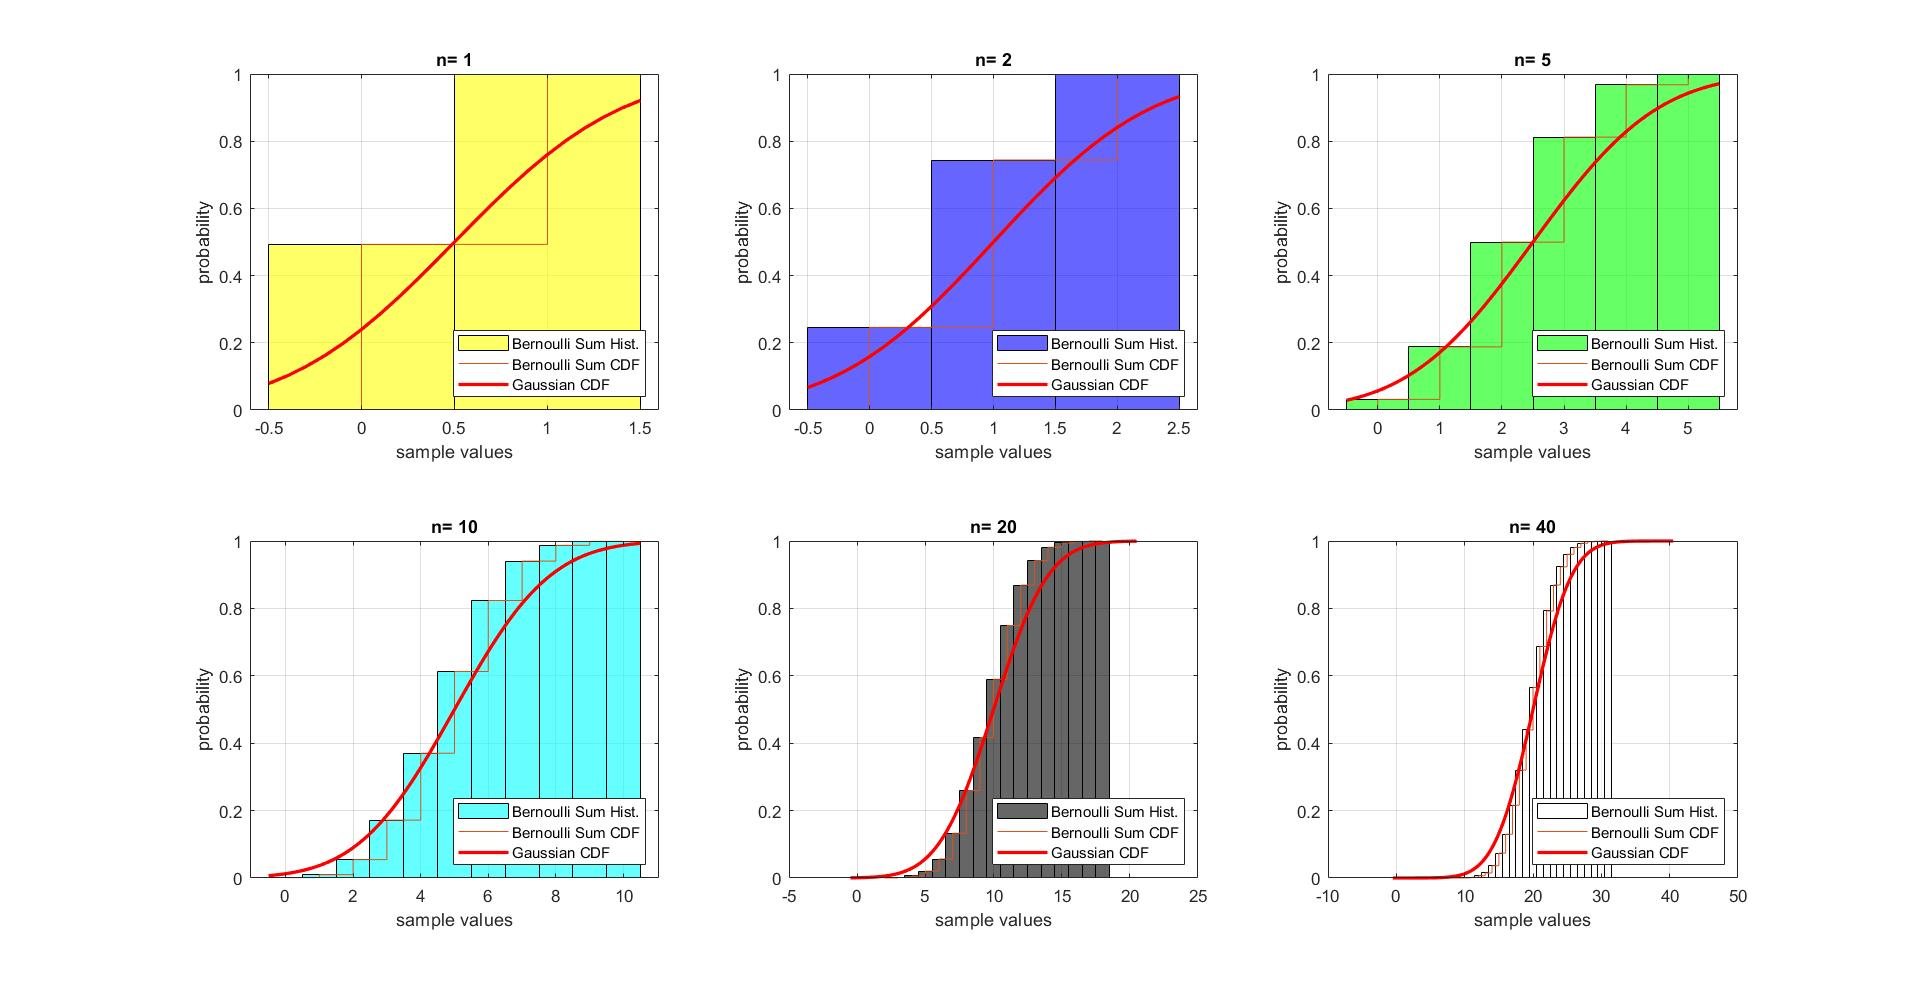 n= 1
1
0.8
0.6
0.4
0.2
0
probability
Bernoulli Sum Hist.
Bernoulli Sum CDF
Gaussian CDF
-0.5 0 0.5 1 1.5
sample values
n= 2
1
0.8
0.6
0.4
0.2
0
probability
Bernoulli Sum Hist.
Bernoulli Sum CDF
Gaussian CDF
-0.5 0 0.5 1 1.5 2 2.5
sample values
n= 5
1
0.8
0.6
0.4
0.2
0
probability
Bernoulli Sum Hist.
Bernoulli Sum CDF
Gaussian CDF
0 1 2 3 4 5
sample values
n= 10
1
0.8
0.6
0.4
0.2
0
probability
Bernoulli Sum Hist.
Bernoulli Sum CDF
Gaussian CDF
0 2 4 6 8 10
sample values
n= 20
1
0.8
0.6
0.4
0.2
0
probability
Bernoulli Sum Hist.
Bernoulli Sum CDF
Gaussian CDF
-5 0 5 10 15 20 25
sample values
n= 40
1
0.8
0.6
0.4
0.2
0
probability
Bernoulli Sum Hist.
Bernoulli Sum CDF
Gaussian CDF
-10 0 10 20 30 40 50
sample values